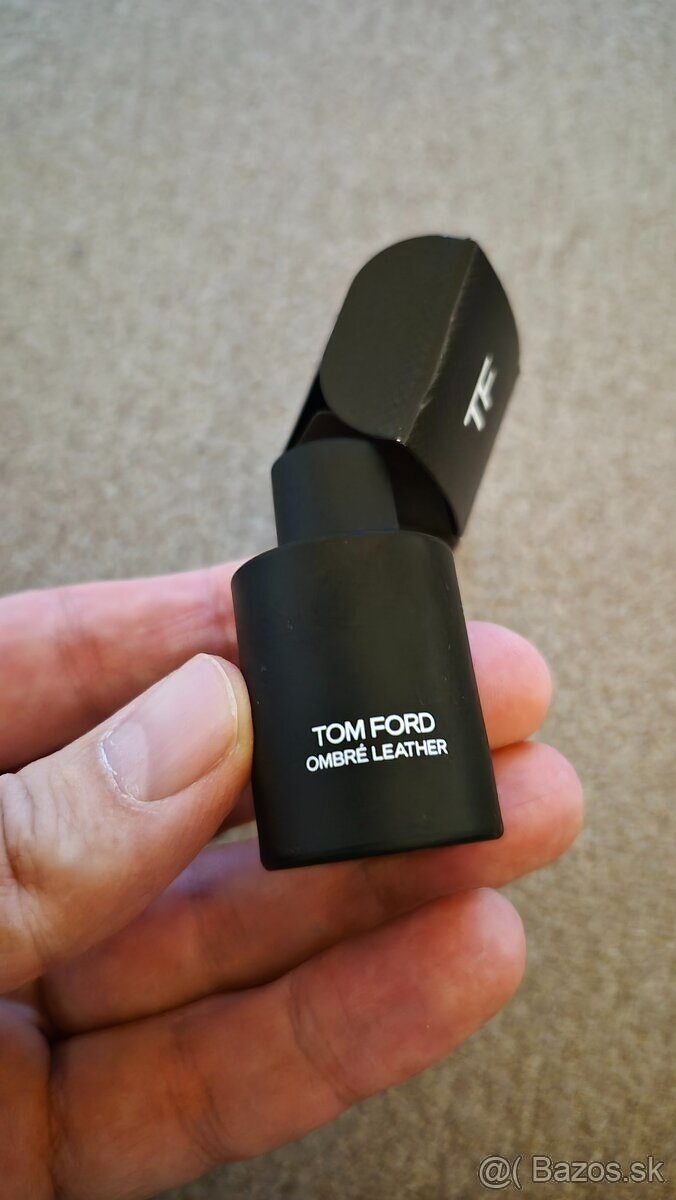 TF
TOM FORD
OMBRÉ LEATHER
@( Bazos.sk